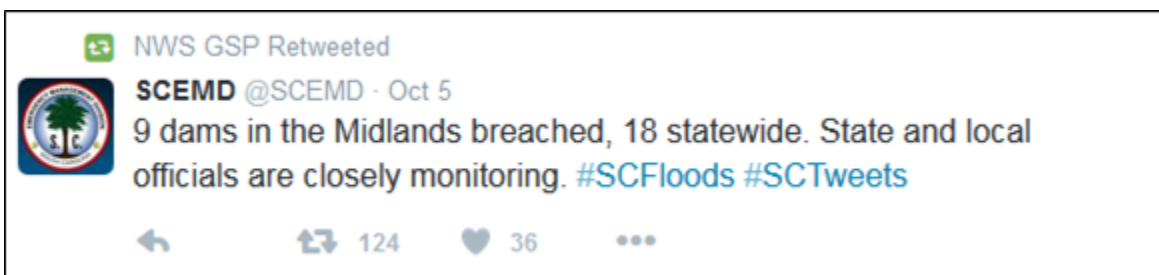 NWS GSP Retweeted
SCEMD @SCEMD · Oct 5
9 dams in the Midlands breached, 18 statewide. State and local
officials are closely monitoring. #SCFloods #SCTweets
124 36
S. C.